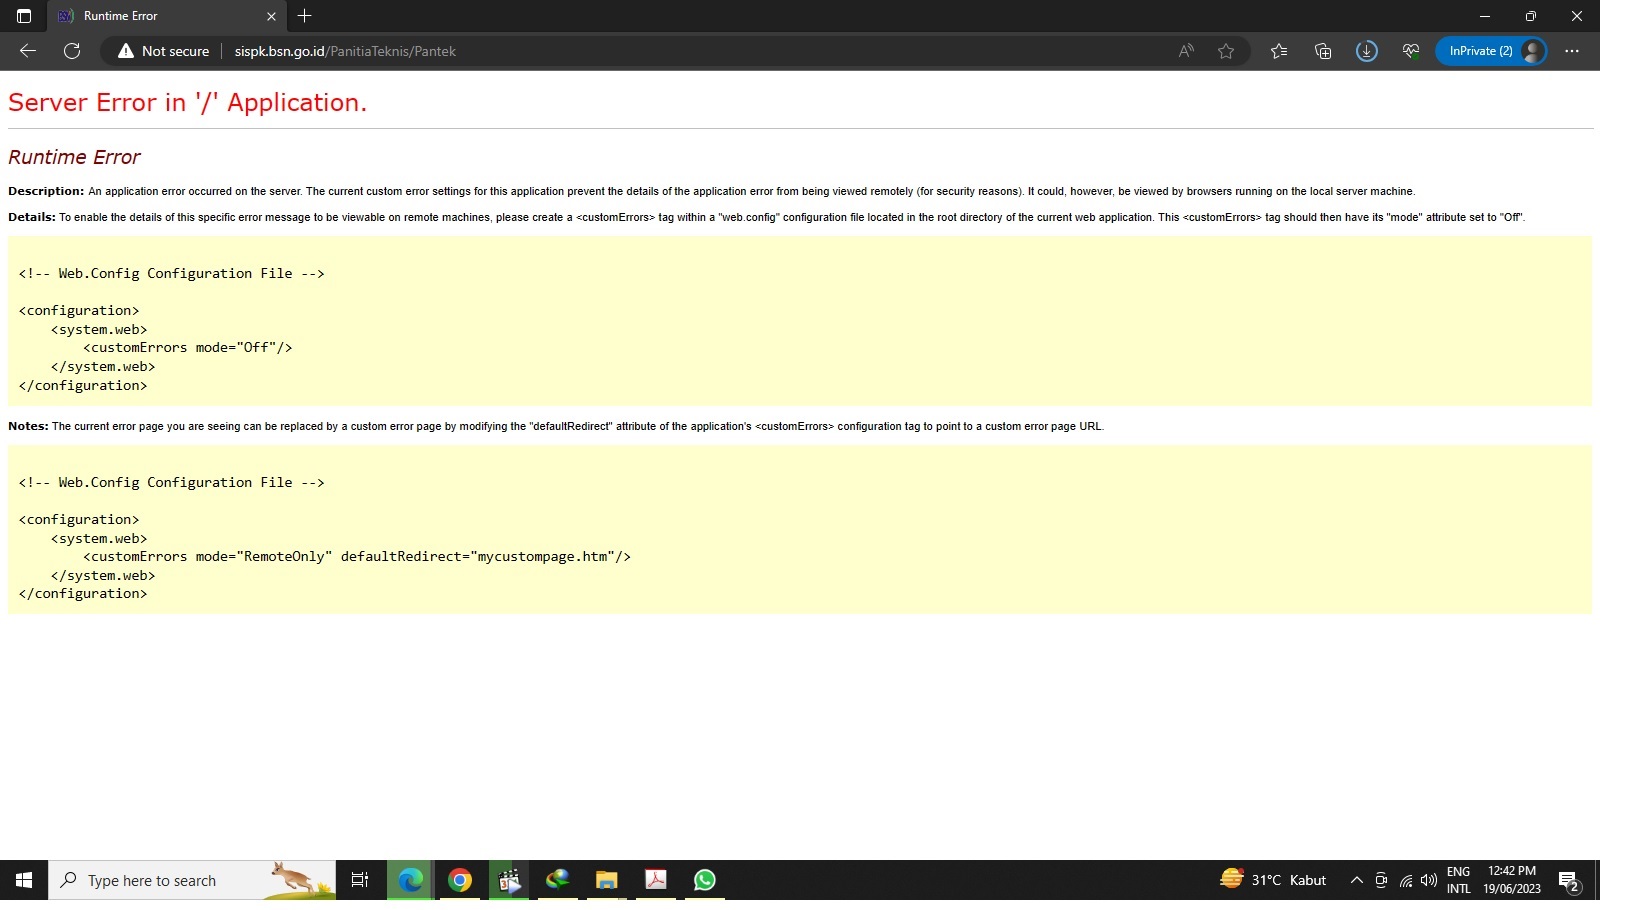 Runtime Error
Not secure sispk.bsn.go.id/PanitiaTeknis/Pantek InPrivate (2)
Server Error in '/' Application.
Runtime Error
Description: An application error occurred on the server. The current custom error settings for this application prevent the details of the application error from being viewed remotely (for security reasons). It could, however, be viewed by browsers running on the local server machine.
Details: To enable the details of this specific error message to be viewable on remote machines, please create a <customErrors> tag within a "web.config" configuration file located in the root directory of the current web application. This <customErrors> tag should then have its "mode" attribute set to "Off".
<!-- Web.Config Configuration File -->
<configuration>
    <system.web>
        <customErrors mode="Off"/>
    </system.web>
</configuration>
Notes: The current error page you are seeing can be replaced by a custom error page by modifying the "defaultRedirect" attribute of the application's <customErrors> configuration tag to point to a custom error page URL.
<!-- Web.Config Configuration File -->
<configuration>
    <system.web>
        <customErrors mode="RemoteOnly" defaultRedirect="mycustompage.htm"/>
    </system.web>
</configuration>
Type here to search
31°C Kabut
ENG
INTL
12:42 PM
19/06/2023
2